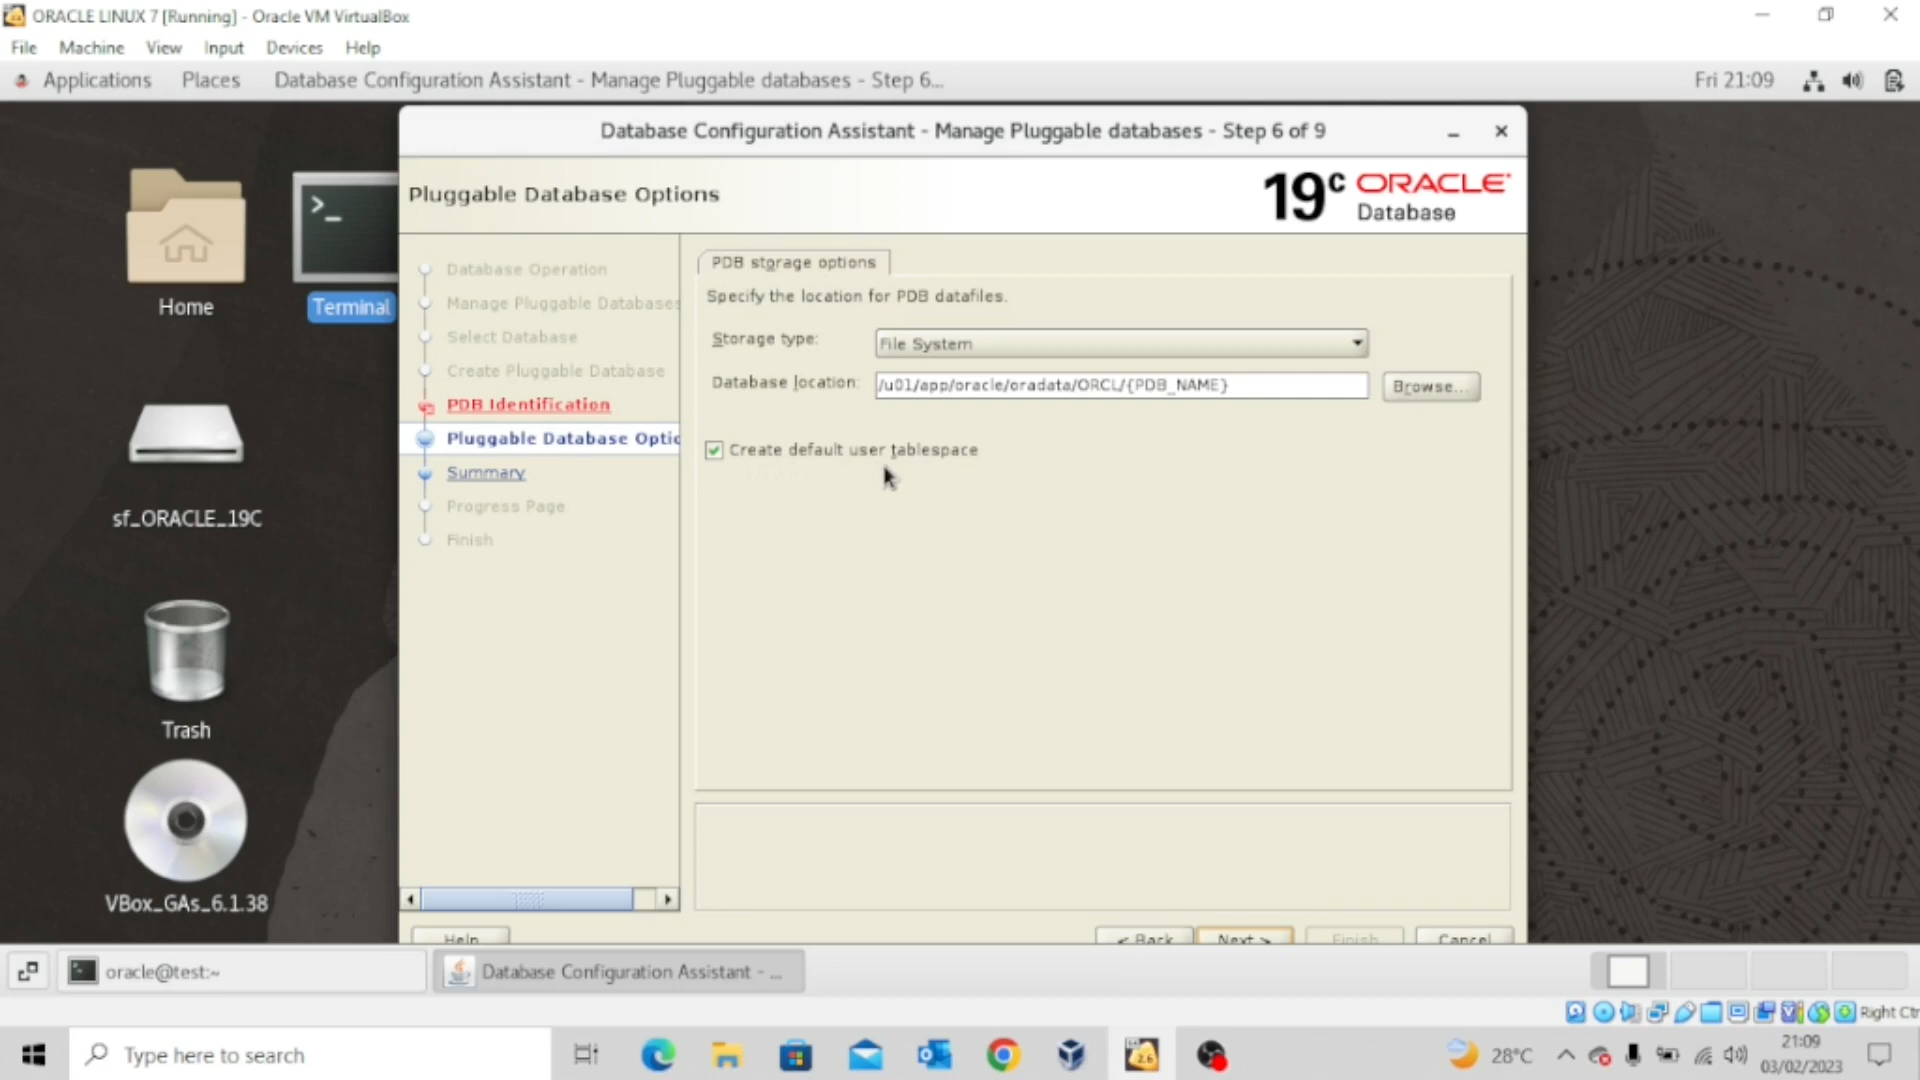 ORACLE LINUX 7 [Running] - Oracle VM VirtualBox
File Machine View Input Devices Help
Applications Places Database Configuration Assistant - Manage Pluggable databases - Step 6... Fri 21:09
Database Configuration Assistant - Manage Pluggable databases - Step 6 of 9
Pluggable Database Options
19c ORACLE Database
Home
Terminal
sf_ORACLE_19C
Trash
VBox_GAs_6.1.38
Database Operation
Manage Pluggable Databases
Select Database
Create Pluggable Database
PDB Identification
Pluggable Database Optio
Summary
Progress Page
Finish
PDB storage options
Specify the location for PDB datafiles.
Storage type: File System
Database location: /u01/app/oracle/oradata/ORCL/{PDB_NAME} Browse...
Create default user tablespace
Help < Back Next > Finish Cancel
oracle@test:~ Database Configuration Assistant - ...
Right Ctr
Type here to search
2.6
28°C
21:09
03/02/2023